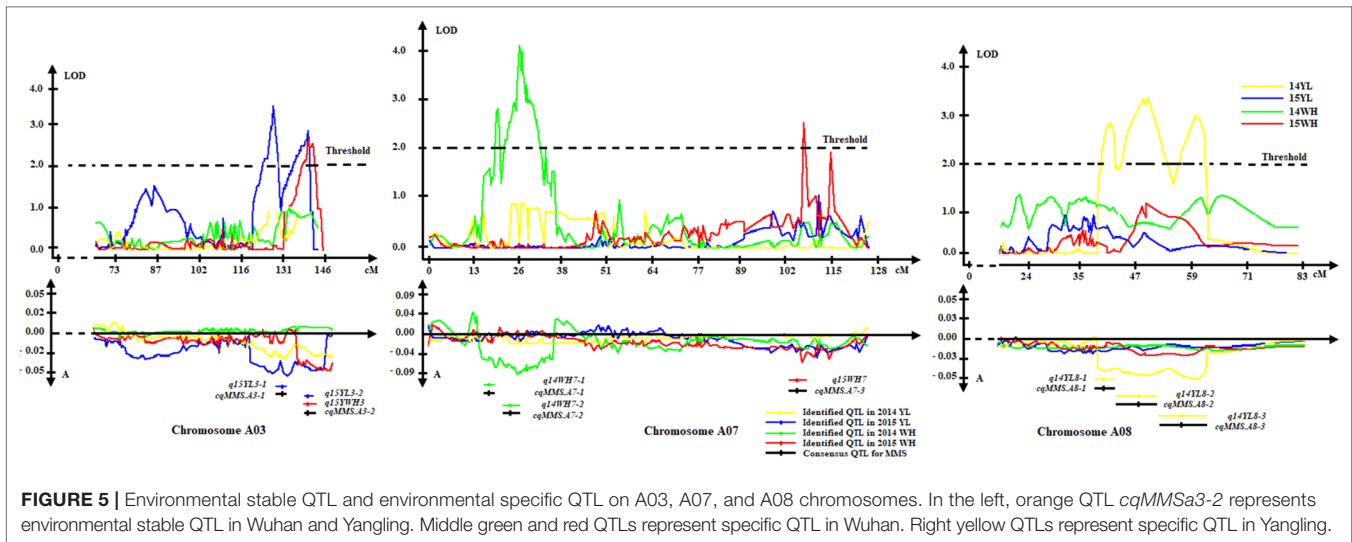 LOD
4.0
3.0
2.0
1.0
0.0
Threshold
0
73
87
102
116
131
146
cM
0.05
0.02
0.00
- 0.02
- 0.05
A
q15YL3-1
cqMMS.A3-1
q15YL3-2
q15YWH3
cqMMS.A3-2
Chromosome A03
LOD
4.0
3.0
2.0
1.0
0.0
Threshold
0
13
26
38
51
64
77
89
102
115
128
cM
0.09
0.04
0.00
- 0.04
- 0.09
A
q14WH7-1
cqMMS.A7-1
q14WH7-2
cqMMS.A7-2
q15WH7
cqMMS.A7-3
Chromosome A07
Identified QTL in 2014 YL
Identified QTL in 2015 YL
Identified QTL in 2014 WH
Identified QTL in 2015 WH
Consensus QTL for MMS
LOD
4.0
3.0
2.0
1.0
0.0
14YL
15YL
14WH
15WH
Threshold
0
24
35
47
59
71
83
cM
0.05
0.03
0.00
- 0.03
- 0.05
A
q14YL8-1
cqMMS.A8-1
q14YL8-2
cqMMS.A8-2
q14YL8-3
cqMMS.A8-3
Chromosome A08
FIGURE 5 | Environmental stable QTL and environmental specific QTL on A03, A07, and A08 chromosomes. In the left, orange QTL cqMMSa3-2 represents
environmental stable QTL in Wuhan and Yangling. Middle green and red QTLs represent specific QTL in Wuhan. Right yellow QTLs represent specific QTL in Yangling.